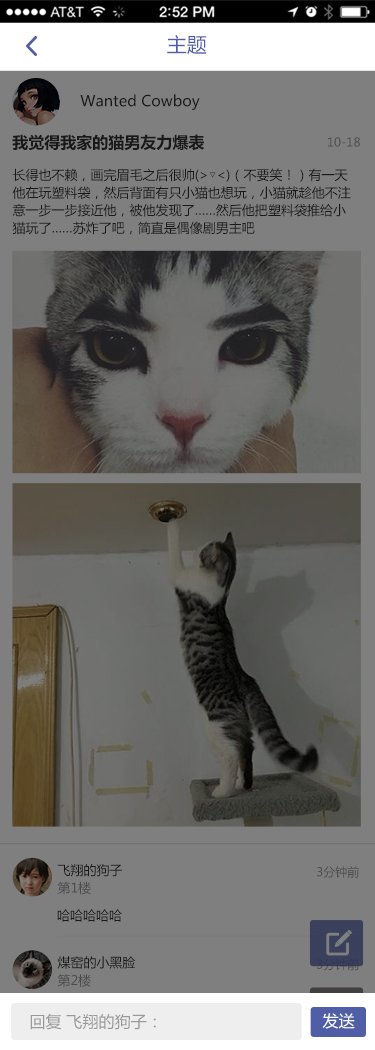 AT&T 2:52 PM
主题
Wanted Cowboy
我觉得我家的猫男友力爆表 10-18
长得也不赖，画完眉毛之后很帅(>▿<)（不要笑！）有一天
他在玩塑料袋，然后背面有只小猫也想玩，小猫就趁他不注
意一步一步接近他，被他发现了......然后他把塑料袋推给小
猫玩了......苏炸了吧，简直是偶像剧男主吧
飞翔的狗子 3分钟前
第1楼
哈哈哈哈哈
煤窑的小黑脸 3分钟前
第2楼
回复 飞翔的狗子：
发送